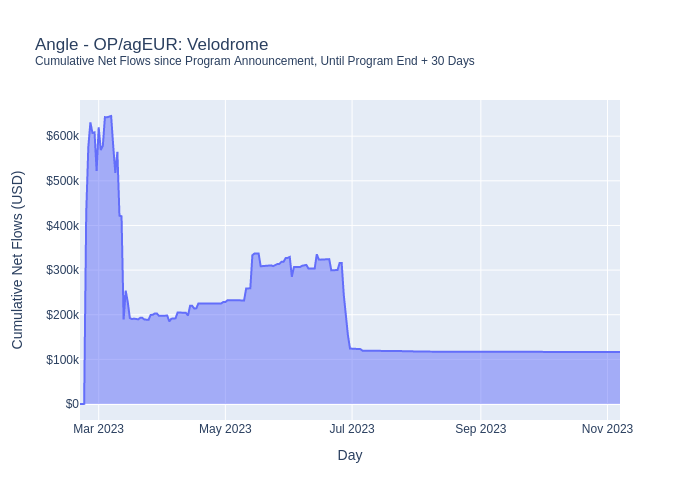 Angle - OP/agEUR: Velodrome
Cumulative Net Flows since Program Announcement, Until Program End + 30 Days
Cumulative Net Flows (USD)
$600k
$500k
$400k
$300k
$200k
$100k
$0
Mar 2023 May 2023 Jul 2023 Sep 2023 Nov 2023
Day